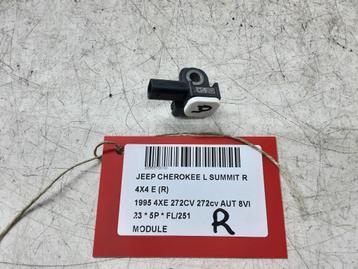 R
JEEP CHEROKEE L SUMMIT R
4X4 E (R)
1995 4XE 272CV 272cv AUT 8VI
23 * 5P * FL/251
MODULE
R